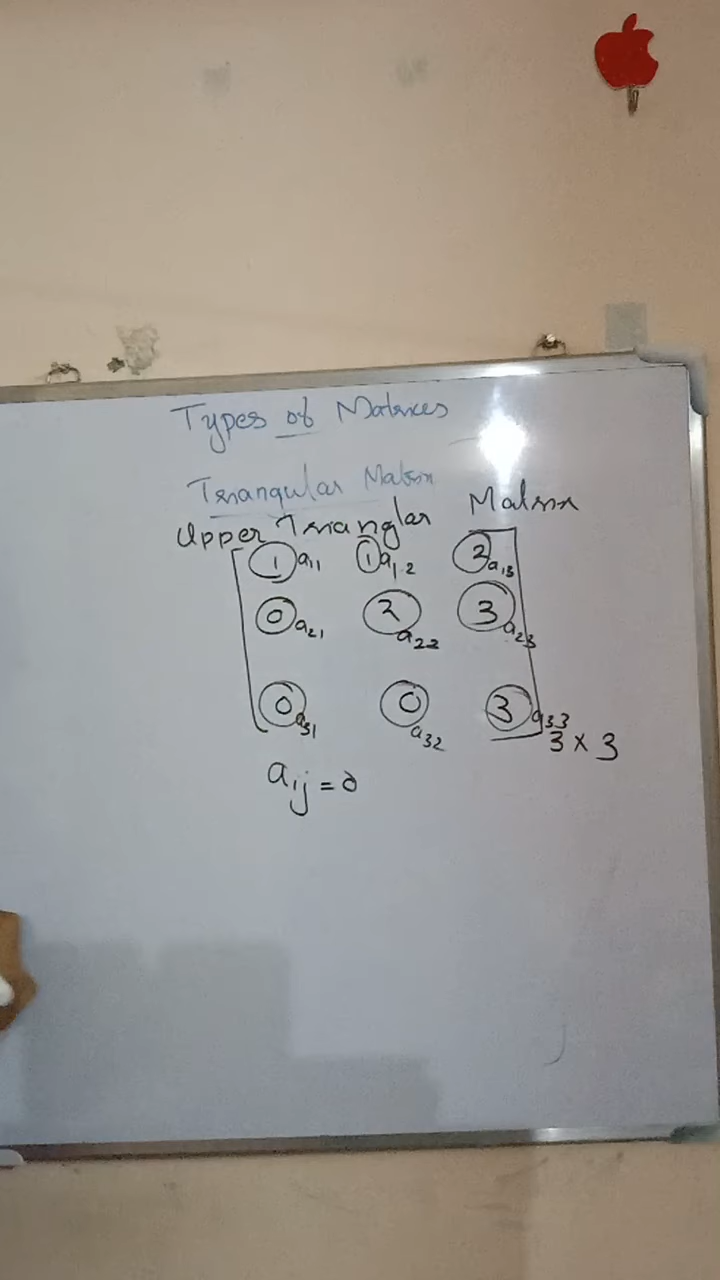 Types of Matrices
Triangular Matrix
Upper Triangular Matrix
1 a11 1 a12 2 a13
0 a21 2 a22 3 a23
0 a31 0 a32 3 a33
3 × 3
aij = 0